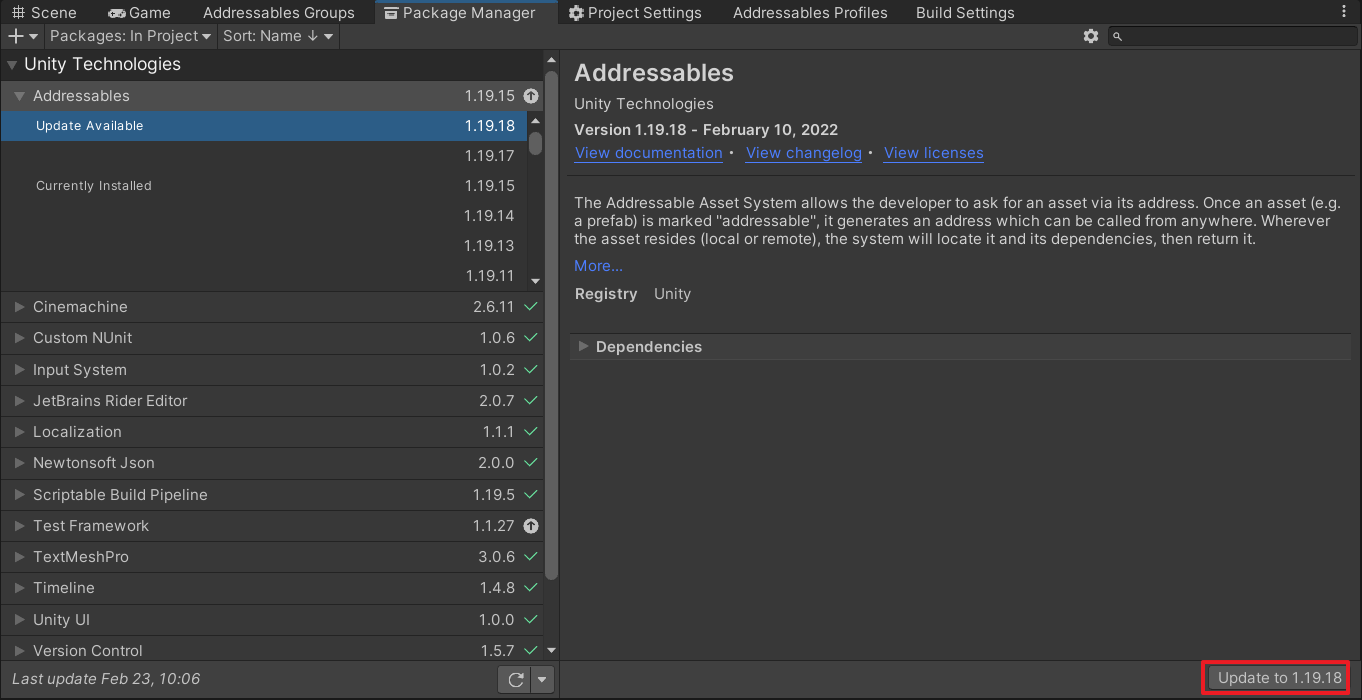 Scene Game Addressables Groups Package Manager Project Settings Addressables Profiles Build Settings
Packages: In Project Sort: Name ↓
Unity Technologies
Addressables 1.19.15
Update Available 1.19.18
1.19.17
Currently Installed 1.19.15
1.19.14
1.19.13
1.19.11
Cinemachine 2.6.11
Custom NUnit 1.0.6
Input System 1.0.2
JetBrains Rider Editor 2.0.7
Localization 1.1.1
Newtonsoft Json 2.0.0
Scriptable Build Pipeline 1.19.5
Test Framework 1.1.27
TextMeshPro 3.0.6
Timeline 1.4.8
Unity UI 1.0.0
Version Control 1.5.7
Last update Feb 23, 10:06
Addressables
Unity Technologies
Version 1.19.18 - February 10, 2022
View documentation • View changelog • View licenses
The Addressable Asset System allows the developer to ask for an asset via its address. Once an asset (e.g.
a prefab) is marked "addressable", it generates an address which can be called from anywhere. Wherever
the asset resides (local or remote), the system will locate it and its dependencies, then return it.
More...
Registry Unity
Dependencies
Update to 1.19.18